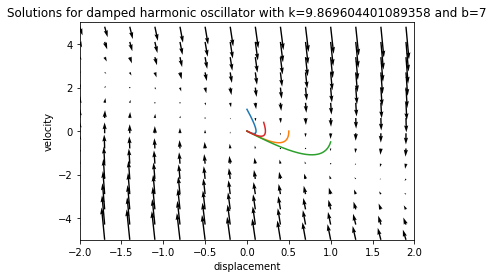 Solutions for damped harmonic oscillator with k=9.869604401089358 and b=7
4
2
0
−2
−4
velocity
−2.0 −1.5 −1.0 −0.5 0.0 0.5 1.0 1.5 2.0
displacement